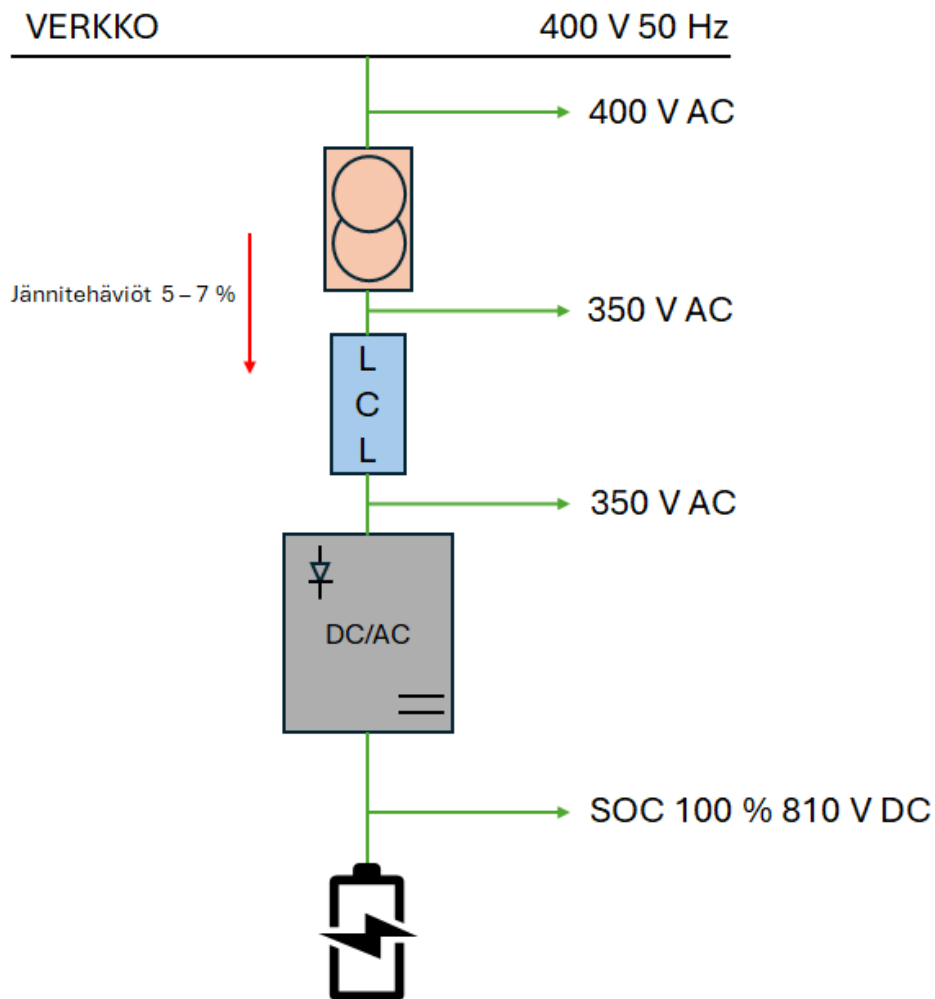 VERKKO 400 V 50 Hz
400 V AC
Jännitehäviöt 5 – 7 %
350 V AC
L
C
L
350 V AC
DC/AC
SOC 100 % 810 V DC